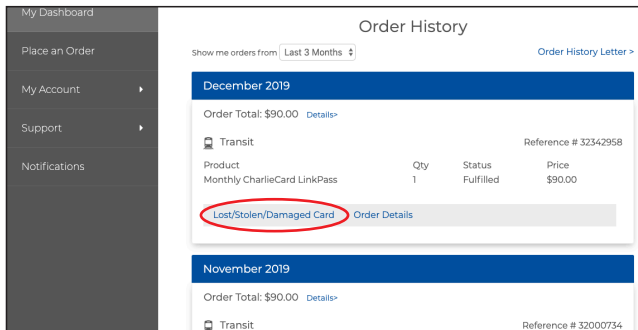 My Dashboard
Place an Order
My Account
Support
Notifications
Order History
Show me orders from Last 3 Months
Order History Letter >
December 2019
Order Total: $90.00 Details>
Transit Reference # 32342958
Product Qty Status Price
Monthly CharlieCard LinkPass 1 Fulfilled $90.00
Lost/Stolen/Damaged Card Order Details
November 2019
Order Total: $90.00 Details>
Transit Reference # 32000734